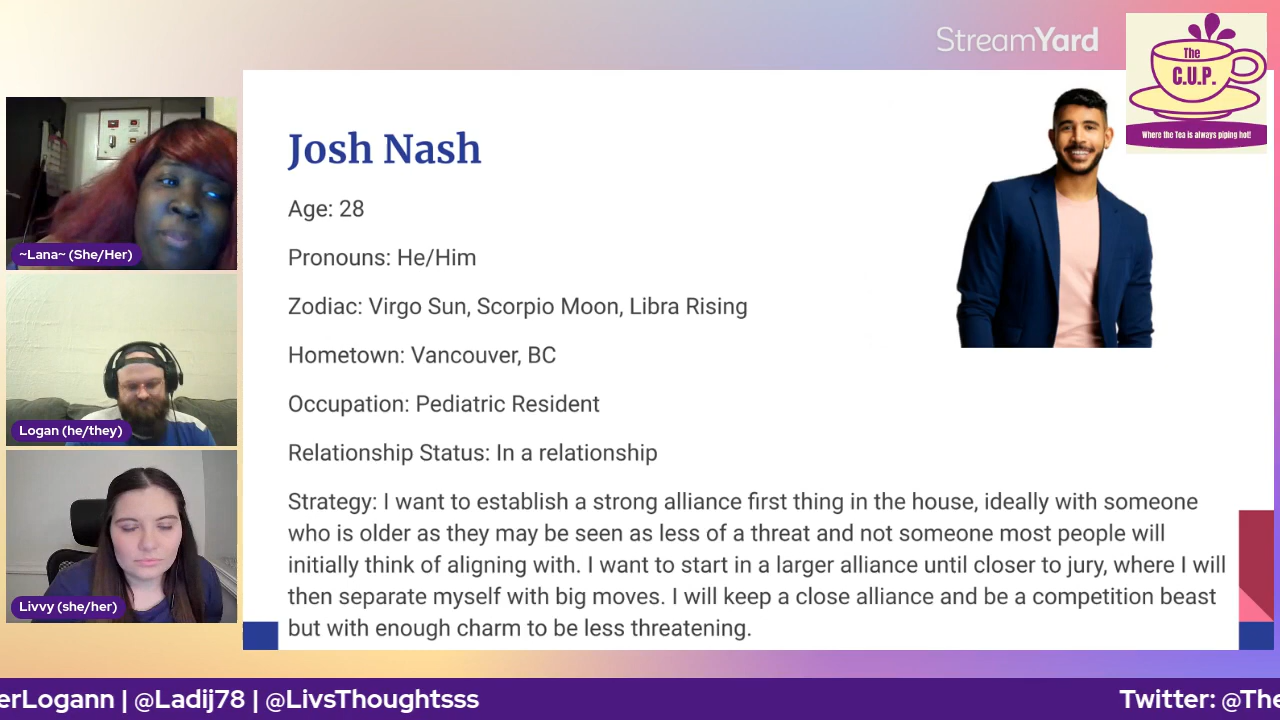 StreamYard
The
C.U.P.
Where the Tea is always piping hot!
Josh Nash
Age: 28
Pronouns: He/Him
Zodiac: Virgo Sun, Scorpio Moon, Libra Rising
Hometown: Vancouver, BC
Occupation: Pediatric Resident
Relationship Status: In a relationship
Strategy: I want to establish a strong alliance first thing in the house, ideally with someone
who is older as they may be seen as less of a threat and not someone most people will
initially think of aligning with. I want to start in a larger alliance until closer to jury, where I will
then separate myself with big moves. I will keep a close alliance and be a competition beast
but with enough charm to be less threatening.
~Lana~ (She/Her)
Logan (he/they)
Livvy (she/her)
erLogann | @Ladij78 | @LivsThoughtsss
Twitter: @The